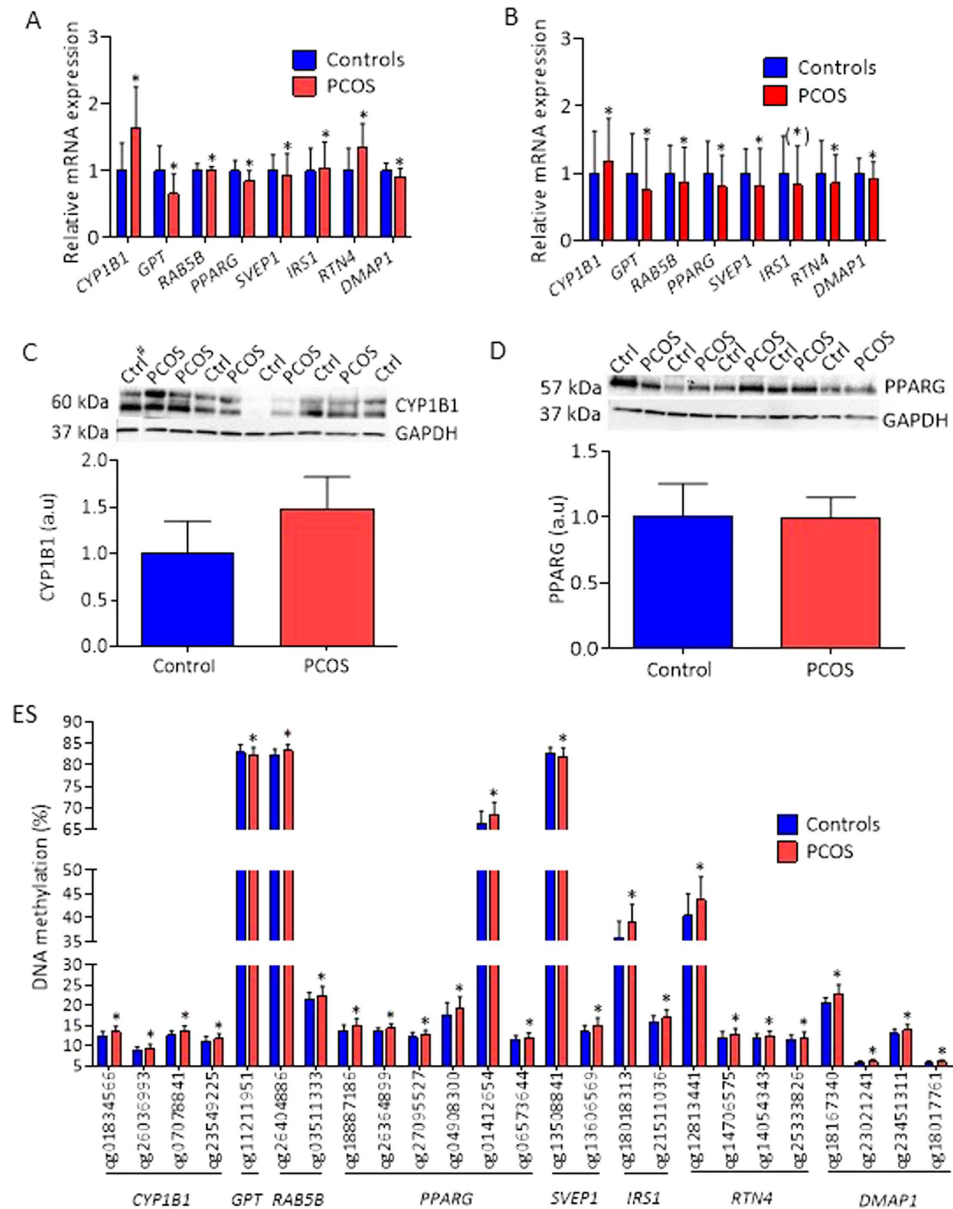 A
Relative mRNA expression
3
2
1
0
Controls
PCOS
* * * * * * * *
CYP1B1 GPT RAB5B PPARG SVEP1 IRS1 RTN4 DMAP1
B
Relative mRNA expression
3
2
1
0
Controls
PCOS
* * * * * (*) * *
CYP1B1 GPT RAB5B PPARG SVEP1 IRS1 RTN4 DMAP1
C
Ctrl# PCOS PCOS Ctrl PCOS Ctrl PCOS Ctrl PCOS Ctrl
60 kDa CYP1B1
37 kDa GAPDH
CYP1B1 (a.u)
2.0
1.5
1.0
0.5
0.0
Control PCOS
D
Ctrl PCOS Ctrl PCOS Ctrl PCOS Ctrl PCOS Ctrl PCOS
57 kDa PPARG
37 kDa GAPDH
PPARG (a.u)
1.5
1.0
0.5
0.0
Control PCOS
ES
DNA methylation (%)
90
85
80
75
70
65
50
45
40
35
30
25
20
15
10
5
Controls
PCOS
* * * * * * * * * * * * * * * * * * * * * * * * *
cg01834566
cg26036993
cg07078841
cg23549225
cg11211951
cg26404886
cg03511333
cg18887186
cg26364899
cg27095527
cg04908300
cg01412654
cg06573644
cg13508841
cg13606569
cg18018313
cg21511036
cg12813441
cg14706575
cg14054343
cg25333826
cg18167340
cg23021241
cg23451311
cg18017761
CYP1B1 GPT RAB5B PPARG SVEP1 IRS1 RTN4 DMAP1